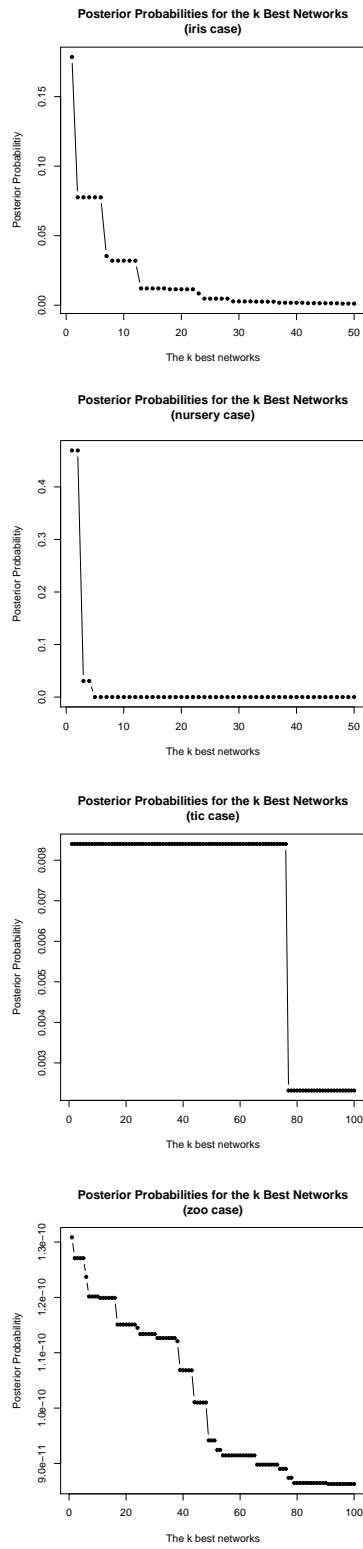 Posterior Probabilities for the k Best Networks
(iris case)
Posterior Probabilitiy
0.15
0.10
0.05
0.00
0 10 20 30 40 50
The k best networks
Posterior Probabilities for the k Best Networks
(nursery case)
Posterior Probabilitiy
0.4
0.3
0.2
0.1
0.0
0 10 20 30 40 50
The k best networks
Posterior Probabilities for the k Best Networks
(tic case)
Posterior Probabilitiy
0.008
0.007
0.006
0.005
0.004
0.003
0 20 40 60 80 100
The k best networks
Posterior Probabilities for the k Best Networks
(zoo case)
Posterior Probabilitiy
1.3e-10
1.2e-10
1.1e-10
1.0e-10
9.0e-11
0 20 40 60 80 100
The k best networks